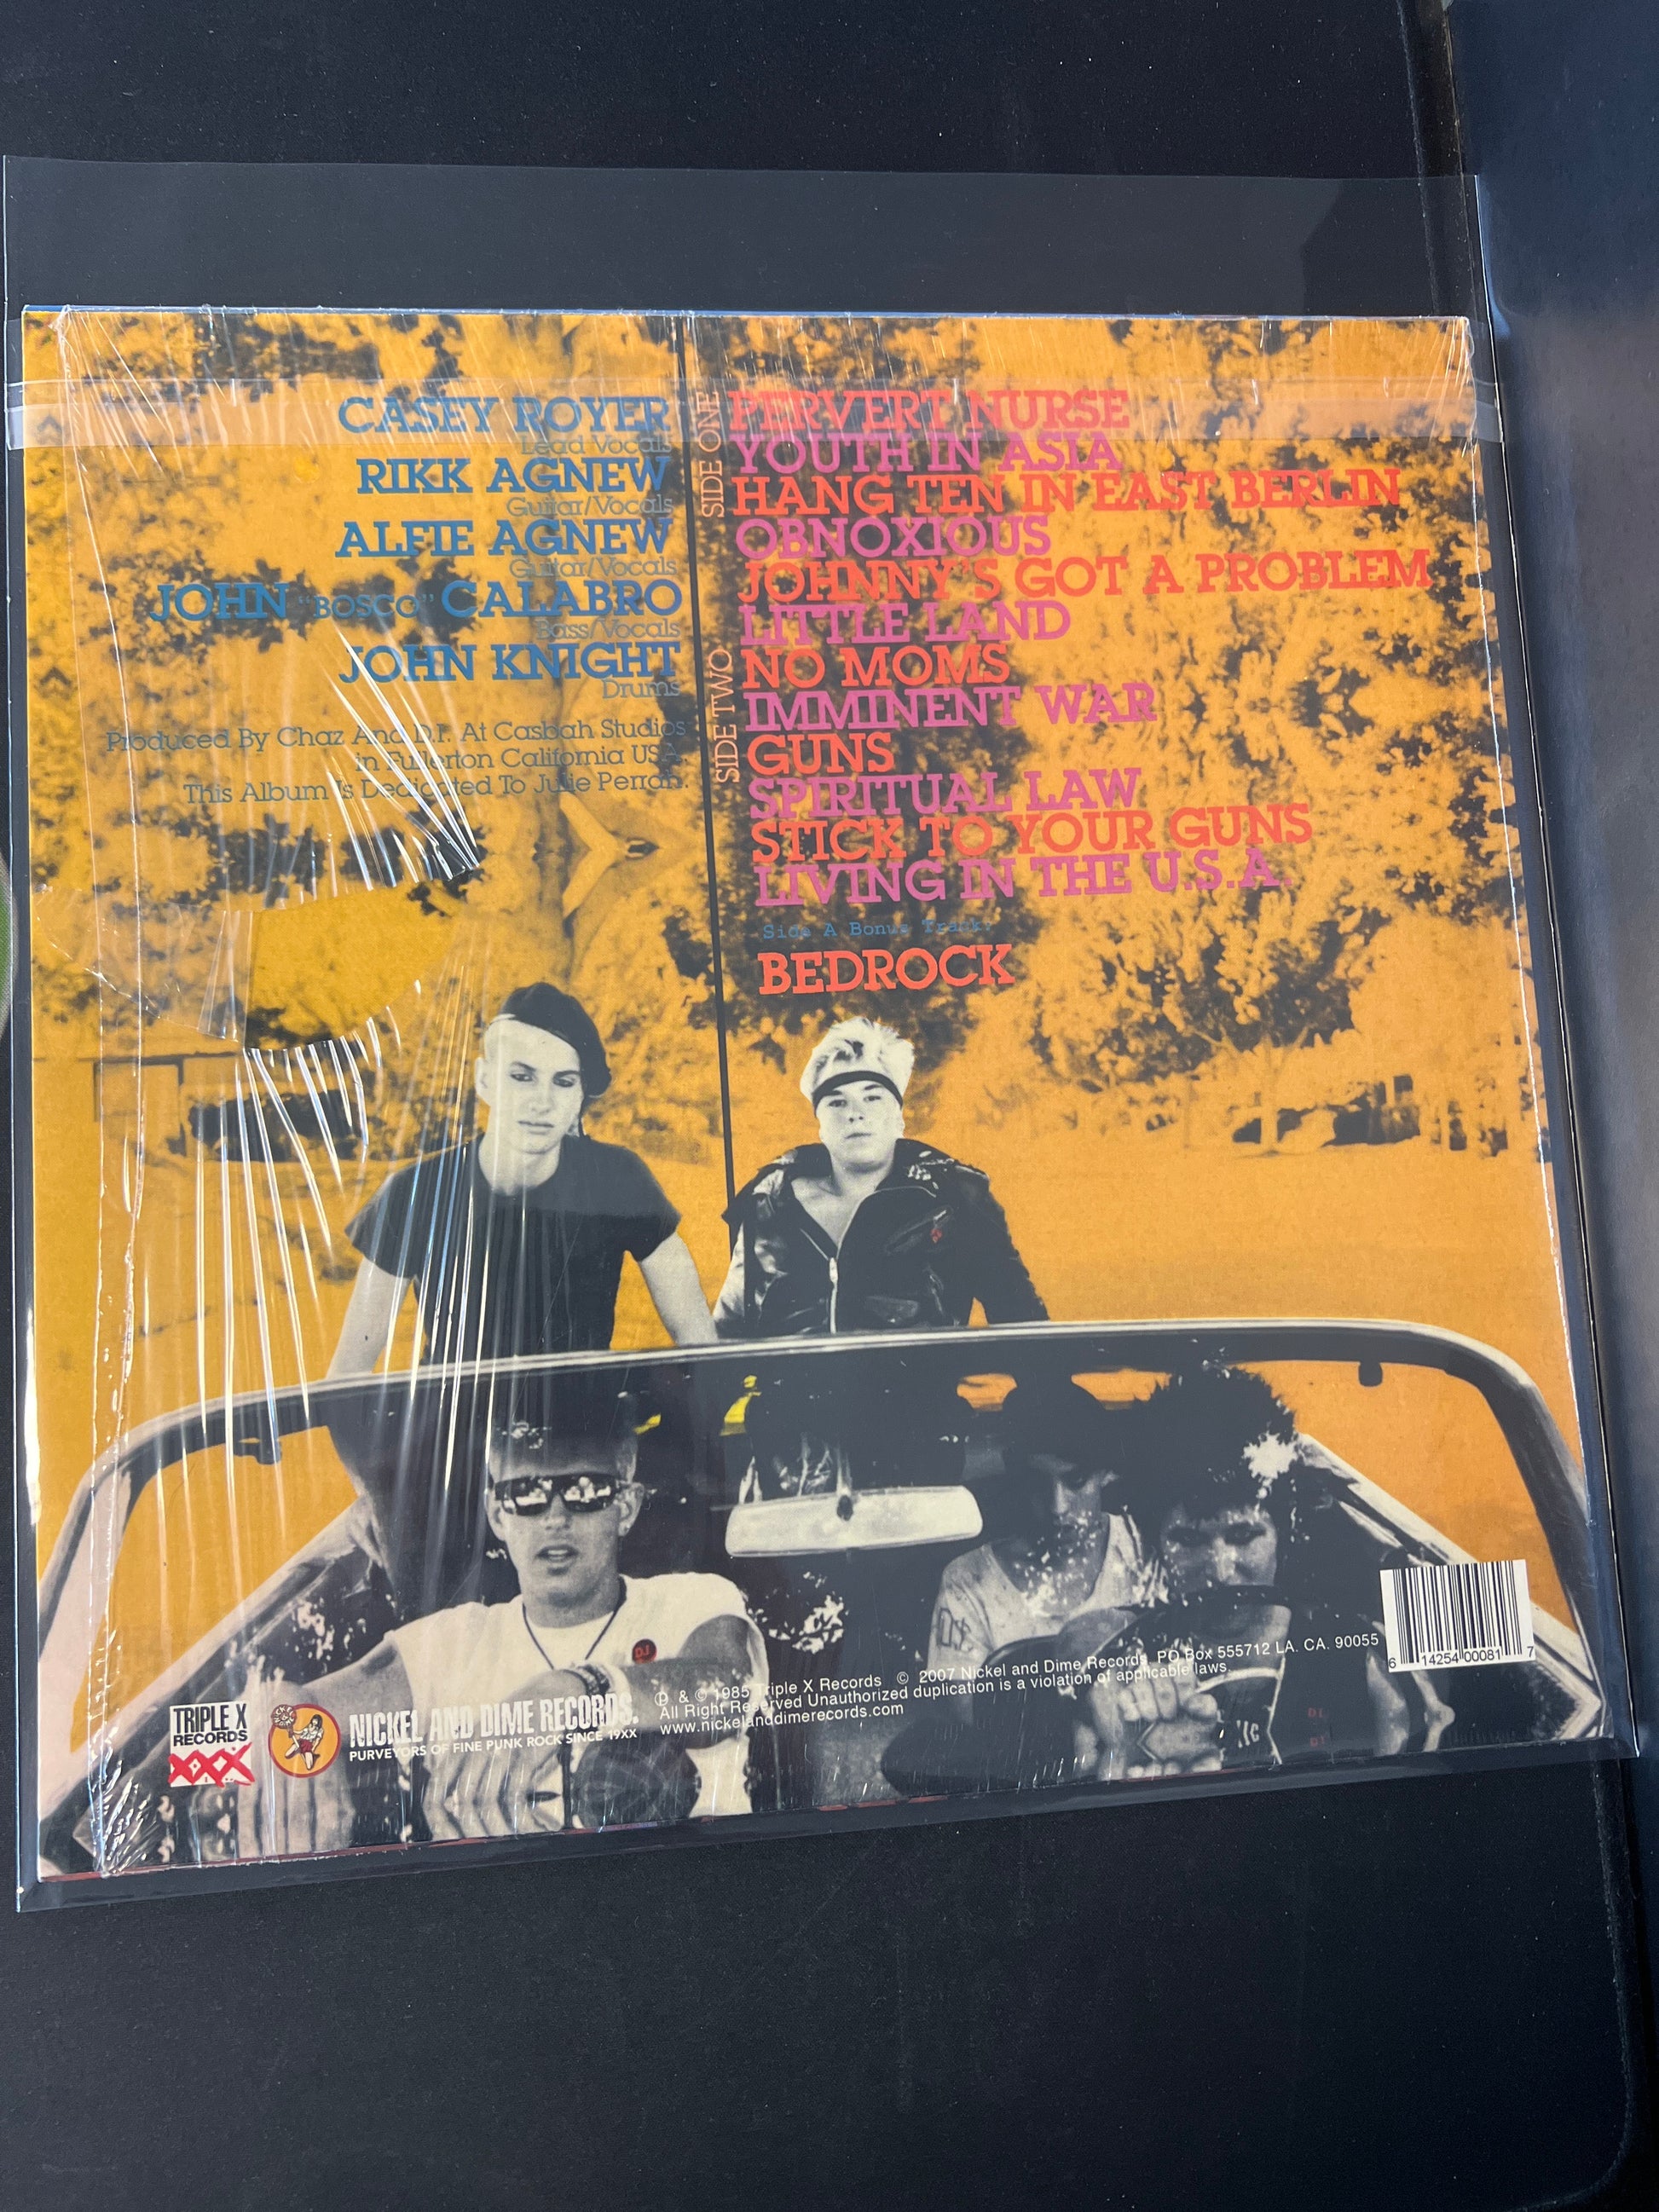 CASEY ROYER
Lead Vocals
RIKK AGNEW
Guitar/Vocals
ALFIE AGNEW
Guitar/Vocals
JOHN "BOSCO" CALABRO
Bass/Vocals
JOHN KNIGHT
Drums
Produced By Chaz And D.I. At Casbah Studios
in Fullerton California USA.
This Album Is Dedicated To Julie Perrah.
SIDE ONE
PERVERT NURSE
YOUTH IN ASIA
HANG TEN IN EAST BERLIN
OBNOXIOUS
JOHNNY'S GOT A PROBLEM
LITTLE LAND
SIDE TWO
NO MOMS
IMMINENT WAR
GUNS
SPIRITUAL LAW
STICK TO YOUR GUNS
LIVING IN THE U.S.A.
Side A Bonus Track:
BEDROCK
DI
TRIPLE X
RECORDS
XXX
NICKEL AND DIME RECORDS.
PURVEYORS OF FINE PUNK ROCK SINCE 19XX
℗ & © 1985 Triple X Records © 2007 Nickel and Dime Records PO Box 555712 LA. CA. 90055
All Right Reserved Unauthorized duplication is a violation of applicable laws.
www.nickelanddimerecords.com
6 14254 00081 7